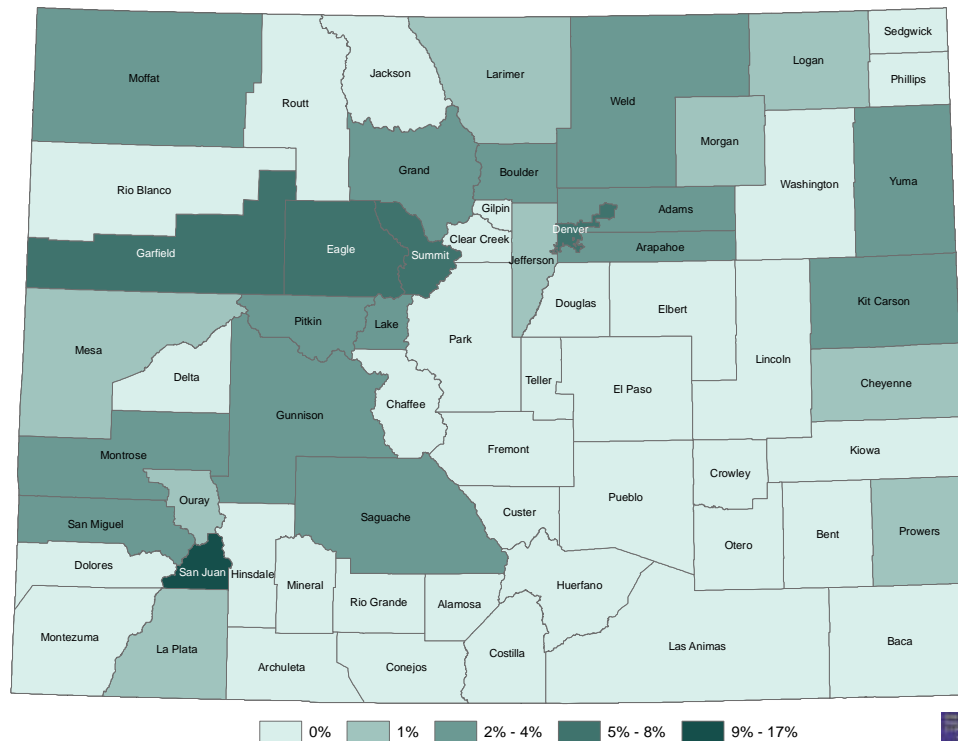 Sedgwick
Moffat
Jackson
Larimer
Logan
Phillips
Routt
Weld
Morgan
Rio Blanco
Grand
Boulder
Washington
Yuma
Gilpin
Adams
Denver
Clear Creek
Garfield
Eagle
Summit
Jefferson
Arapahoe
Pitkin
Lake
Douglas
Elbert
Kit Carson
Mesa
Park
Lincoln
Delta
Teller
El Paso
Cheyenne
Gunnison
Chaffee
Montrose
Fremont
Kiowa
Crowley
Ouray
Pueblo
San Miguel
Saguache
Custer
Otero
Bent
Prowers
Dolores
San Juan
Hinsdale
Mineral
Huerfano
Rio Grande
Alamosa
Montezuma
La Plata
Archuleta
Conejos
Costilla
Las Animas
Baca
0% 1% 2% - 4% 5% - 8% 9% - 17%